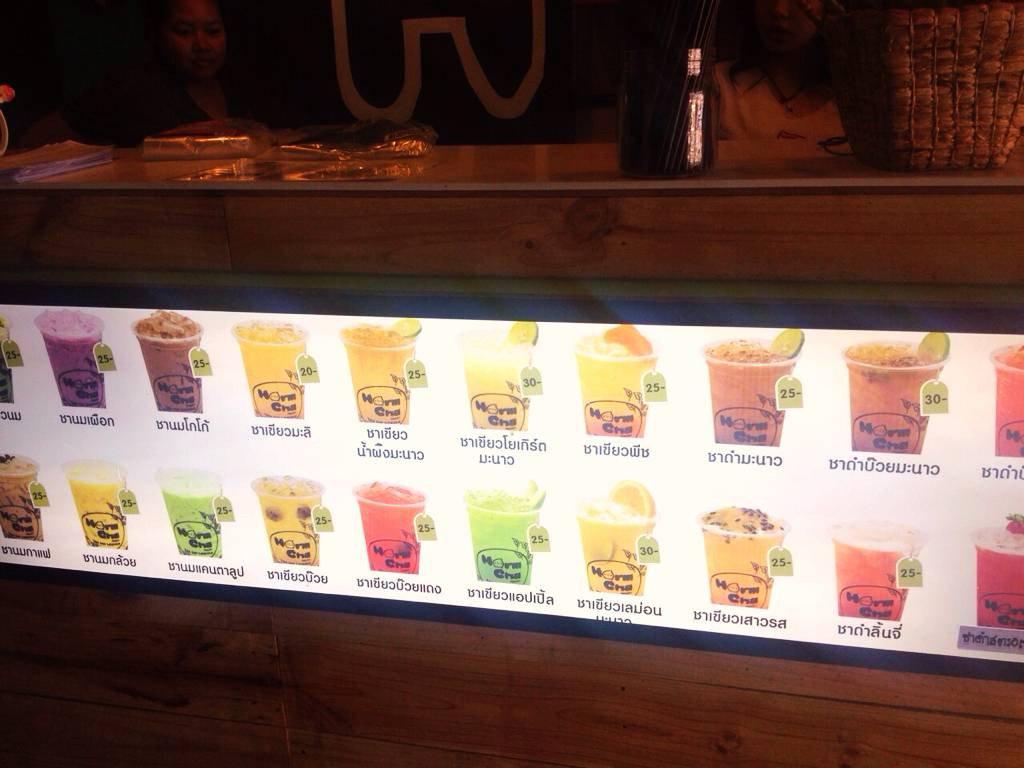 25-
25-
25-
20-
25-
30-
25-
25-
30-
Horm Cha
วนม
ชานมเผือก
ชานมโกโก้
ชาเขียวมะลิ
ชาเขียว
น้ำผึ้งมะนาว
ชาเขียวโยเกิร์ต
มะนาว
ชาเขียวพีช
ชาดำมะนาว
ชาดำบ๊วยมะนาว
25-
25-
25-
25-
25-
25-
30-
25-
25-
ชานมกาแฟ
ชานมกล้วย
ชานมแคนตาลูป
ชาเขียวบ๊วย
ชาเขียวบ๊วยแดง
ชาเขียวแอปเปิ้ล
ชาเขียวเลม่อน
มะนาว
ชาเขียวเสาวรส
ชาดำลิ้นจี่